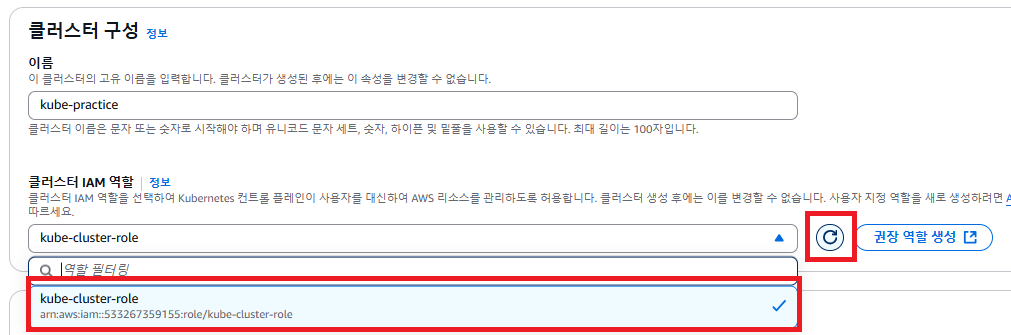 클러스터 구성 정보
이름
이 클러스터의 고유 이름을 입력합니다. 클러스터가 생성된 후에는 이 속성을 변경할 수 없습니다.
kube-practice
클러스터 이름은 문자 또는 숫자로 시작해야 하며 유니코드 문자 세트, 숫자, 하이픈 및 밑줄을 사용할 수 있습니다. 최대 길이는 100자입니다.
클러스터 IAM 역할 | 정보
클러스터 IAM 역할을 선택하여 Kubernetes 컨트롤 플레인이 사용자를 대신하여 AWS 리소스를 관리하도록 허용합니다. 클러스터 생성 후에는 이를 변경할 수 없습니다. 사용자 지정 역할을 새로 생성하려면 A
따르세요.
kube-cluster-role
권장 역할 생성
역할 필터링
kube-cluster-role
arn:aws:iam::533267359155:role/kube-cluster-role